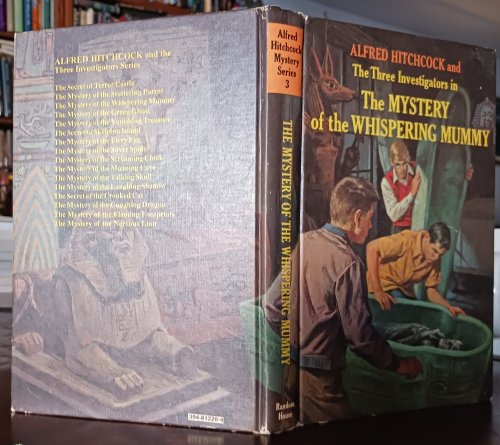 ALFRED HITCHCOCK and the
Three Investigators Series
The Secret of Terror Castle
The Mystery of the Stuttering Parrot
The Mystery of the Whispering Mummy
The Mystery of the Green Ghost
The Mystery of the Vanishing Treasure
The Secret of Skeleton Island
The Mystery of the Fiery Eye
The Mystery of the Silver Spider
The Mystery of the Screaming Clock
The Mystery of the Moaning Cave
The Mystery of the Talking Skull
The Mystery of the Laughing Shadow
The Secret of the Crooked Cat
The Mystery of the Coughing Dragon
The Mystery of the Flaming Footprints
The Mystery of the Nervous Lion
394-81220-4
Alfred
Hitchcock
Mystery
Series
3
THE MYSTERY OF THE WHISPERING MUMMY
Random
House
ALFRED HITCHCOCK and
The Three Investigators in
The MYSTERY
of the WHISPERING MUMMY